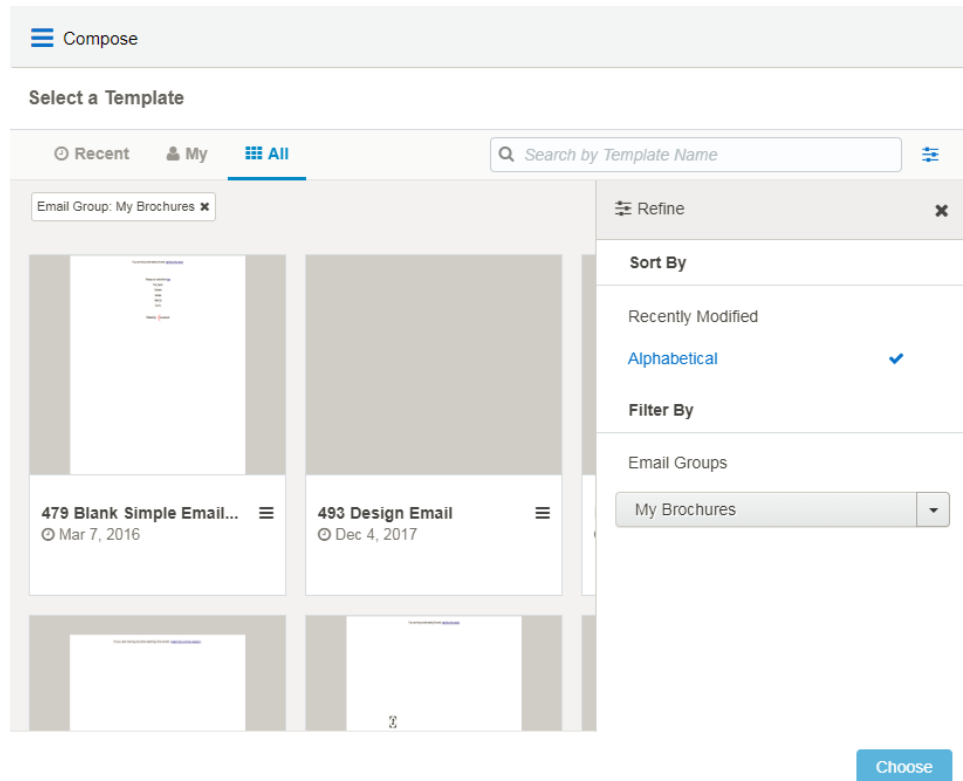 Compose
Select a Template
Recent My All Search by Template Name
Email Group: My Brochures
Refine
Sort By
Recently Modified
Alphabetical
Filter By
Email Groups
My Brochures
479 Blank Simple Email...
Mar 7, 2016
493 Design Email
Dec 4, 2017
Choose